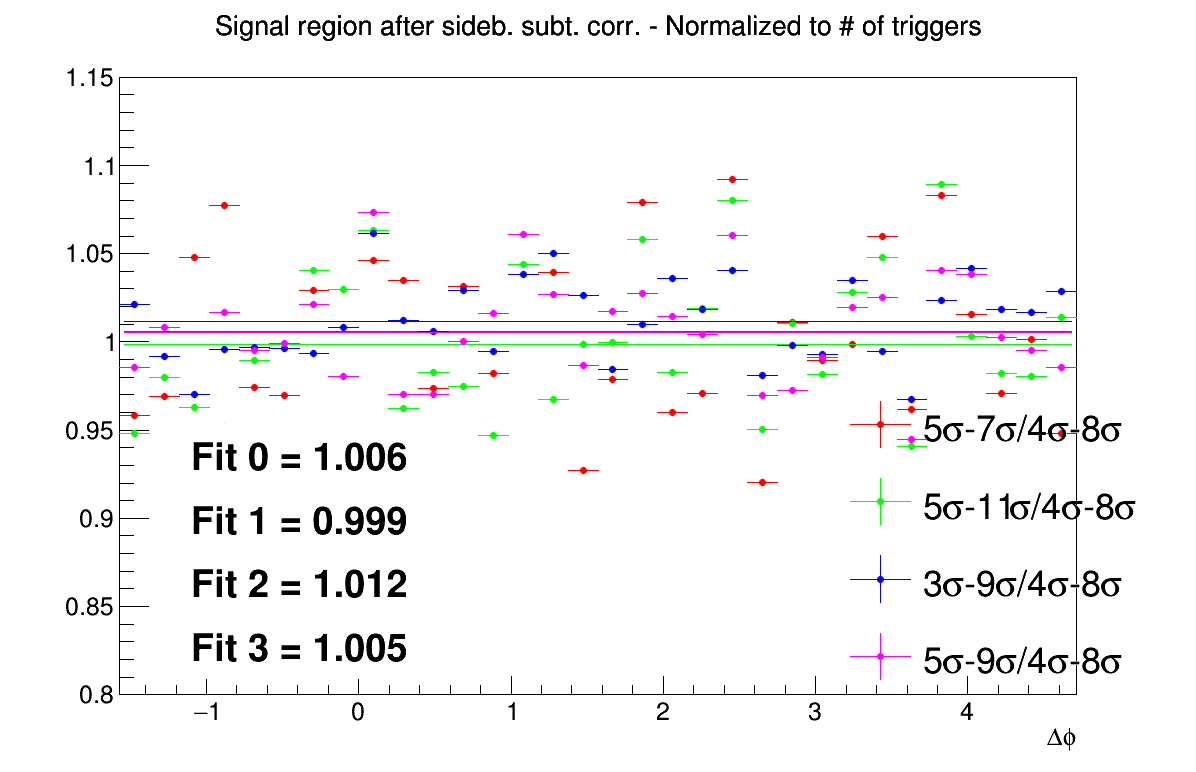 Signal region after sideb. subt. corr. - Normalized to # of triggers
1.15
1.1
1.05
1
0.95
0.9
0.85
0.8
5σ-7σ/4σ-8σ
5σ-11σ/4σ-8σ
3σ-9σ/4σ-8σ
5σ-9σ/4σ-8σ
Fit 0 = 1.006
Fit 1 = 0.999
Fit 2 = 1.012
Fit 3 = 1.005
−1
0
1
2
3
4
Δϕ